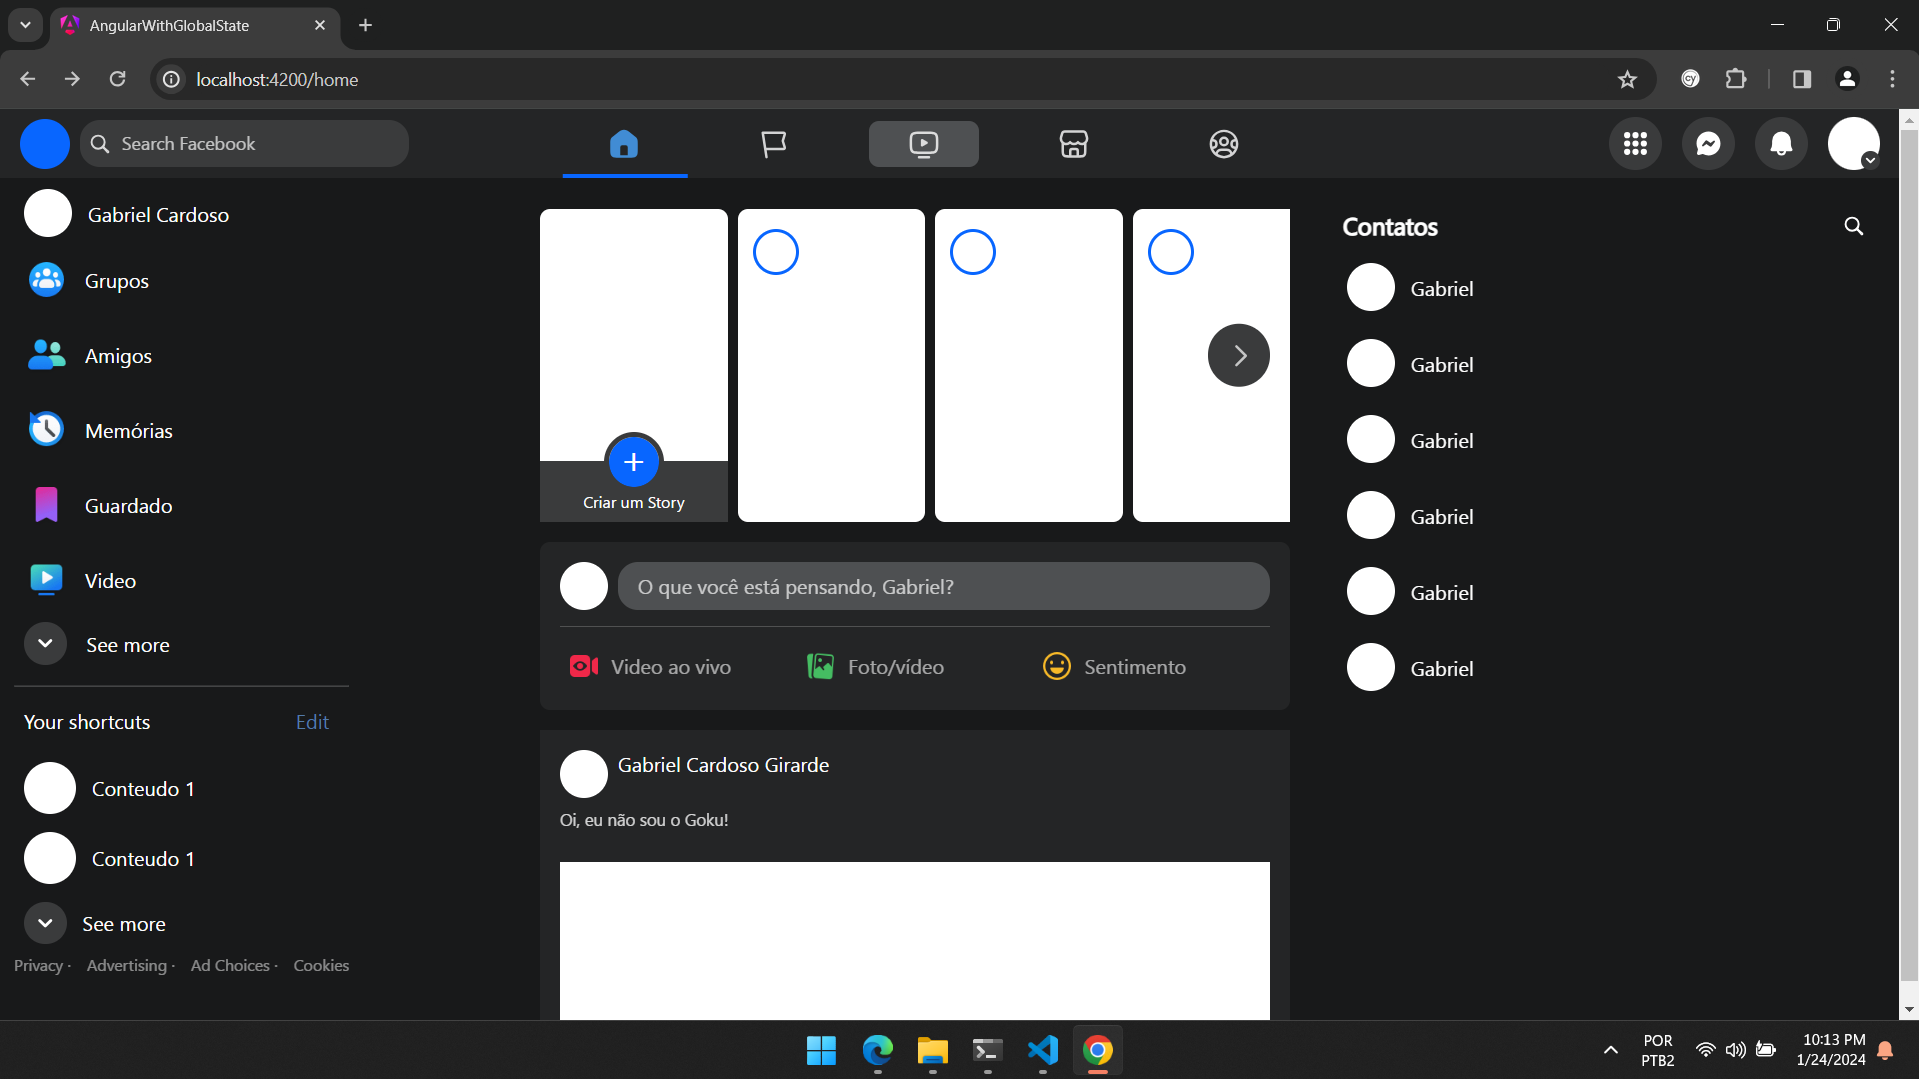 AngularWithGlobalState
localhost:4200/home
Search Facebook
Gabriel Cardoso
Grupos
Amigos
Memórias
Guardado
Video
See more
Your shortcuts Edit
Conteudo 1
Conteudo 1
See more
Privacy · Advertising · Ad Choices · Cookies
Criar um Story
O que você está pensando, Gabriel?
Video ao vivo Foto/vídeo Sentimento
Gabriel Cardoso Girarde
Oi, eu não sou o Goku!
Contatos
Gabriel
Gabriel
Gabriel
Gabriel
Gabriel
Gabriel
POR
PTB2
10:13 PM
1/24/2024